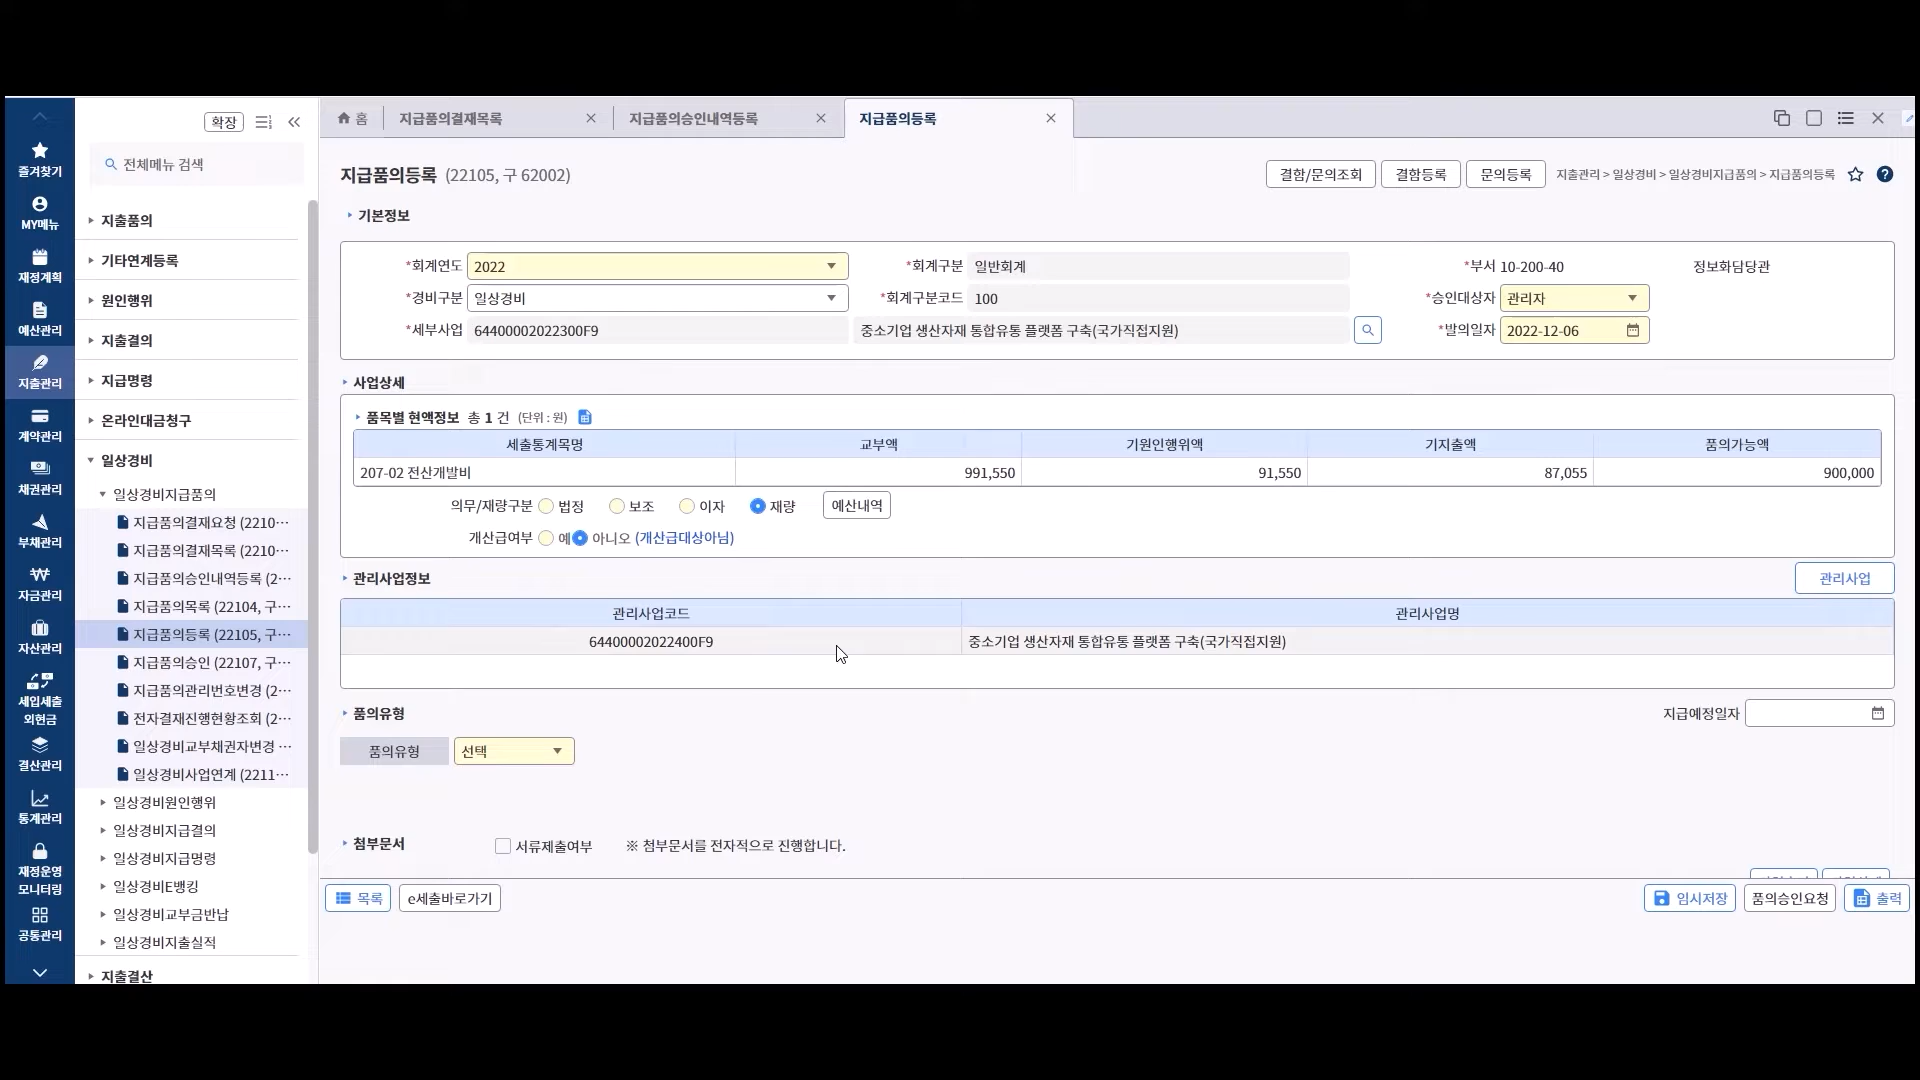 확장
홈 지급품의결재목록 지급품의승인내역등록 지급품의등록
즐겨찾기
MY메뉴
재정계획
예산관리
지출관리
계약관리
채권관리
부채관리
자금관리
자산관리
세입세출
외현금
결산관리
통계관리
재정운영
모니터링
공통관리
전체메뉴 검색
지출품의
기타연계등록
원인행위
지출결의
지급명령
온라인대금청구
일상경비
일상경비지급품의
지급품의결재요청 (2210…
지급품의결재목록 (2210…
지급품의승인내역등록 (2…
지급품의목록 (22104, 구…
지급품의등록 (22105, 구…
지급품의승인 (22107, 구…
지급품의관리번호변경 (2…
전자결재진행현황조회 (2…
일상경비교부채권자변경 …
일상경비사업연계 (2211…
일상경비원인행위
일상경비지급결의
일상경비지급명령
일상경비E뱅킹
일상경비교부금반납
일상경비지출실적
지출결산
지급품의등록 (22105, 구 62002) 결함/문의조회 결함등록 문의등록 지출관리 > 일상경비 > 일상경비지급품의 > 지급품의등록
기본정보
*회계연도 2022 *회계구분 일반회계 *부서 10-200-40 정보화담당관
*경비구분 일상경비 *회계구분코드 100 *승인대상자 관리자
*세부사업 64400002022300F9 중소기업 생산자재 통합유통 플랫폼 구축(국가직접지원) *발의일자 2022-12-06
사업상세
품목별 현액정보 총 1 건 (단위 : 원)
세출통계목명 교부액 기원인행위액 기지출액 품의가능액
207-02 전산개발비 991,550 91,550 87,055 900,000
의무/재량구분 법정 보조 이자 재량 예산내역
개산급여부 예 아니오 (개산급대상아님)
관리사업정보 관리사업
관리사업코드 관리사업명
64400002022400F9 중소기업 생산자재 통합유통 플랫폼 구축(국가직접지원)
품의유형 지급예정일자
품의유형 선택
첨부문서 서류제출여부 ※ 첨부문서를 전자적으로 진행합니다.
목록 e세출바로가기 임시저장 품의승인요청 출력